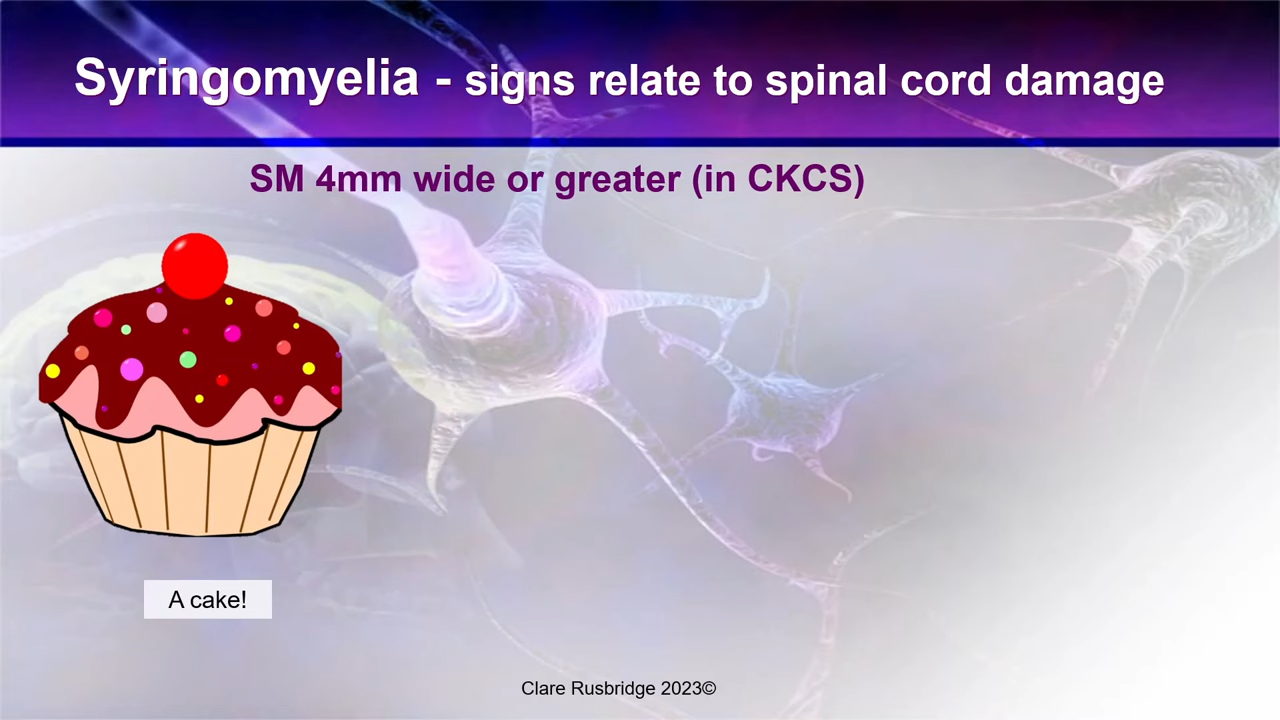 Syringomyelia - signs relate to spinal cord damage
SM 4mm wide or greater (in CKCS)
A cake!
Clare Rusbridge 2023©